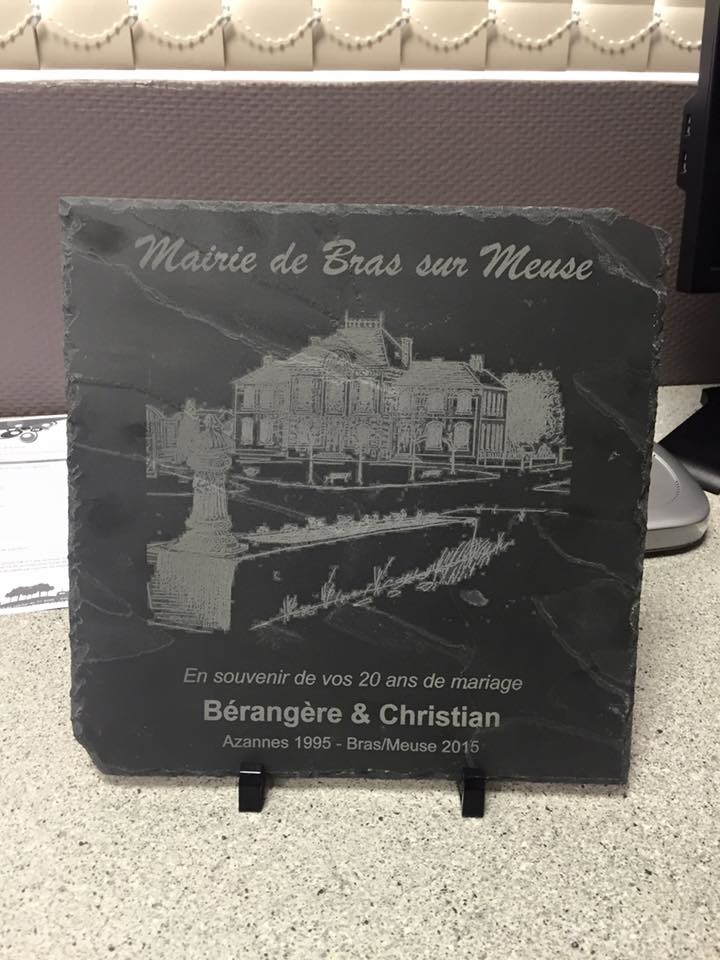 Mairie de Bras sur Meuse
En souvenir de vos 20 ans de mariage
Bérangère & Christian
Azannes 1995 - Bras/Meuse 2015